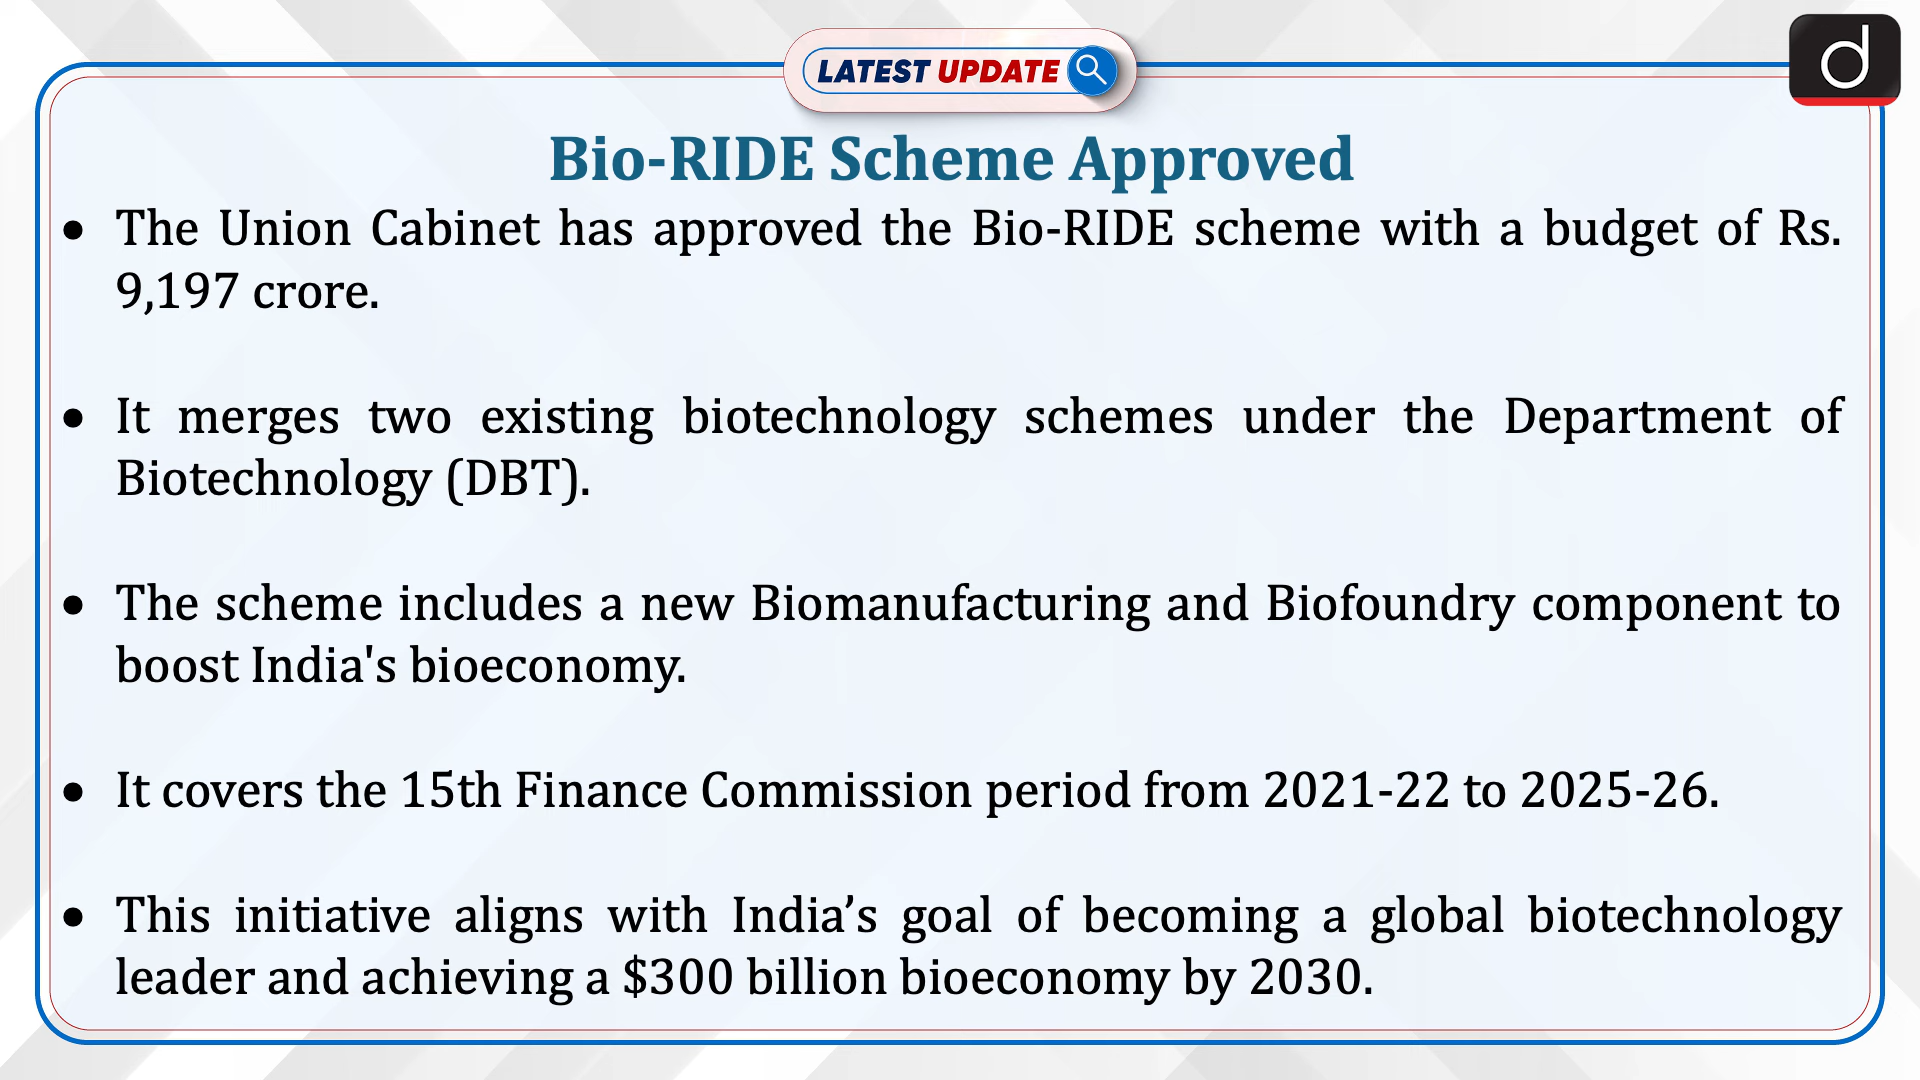 LATEST UPDATE
d
Bio-RIDE Scheme Approved
• The Union Cabinet has approved the Bio-RIDE scheme with a budget of Rs.
9,197 crore.
• It merges two existing biotechnology schemes under the Department of
Biotechnology (DBT).
• The scheme includes a new Biomanufacturing and Biofoundry component to
boost India's bioeconomy.
• It covers the 15th Finance Commission period from 2021-22 to 2025-26.
• This initiative aligns with India’s goal of becoming a global biotechnology
leader and achieving a $300 billion bioeconomy by 2030.